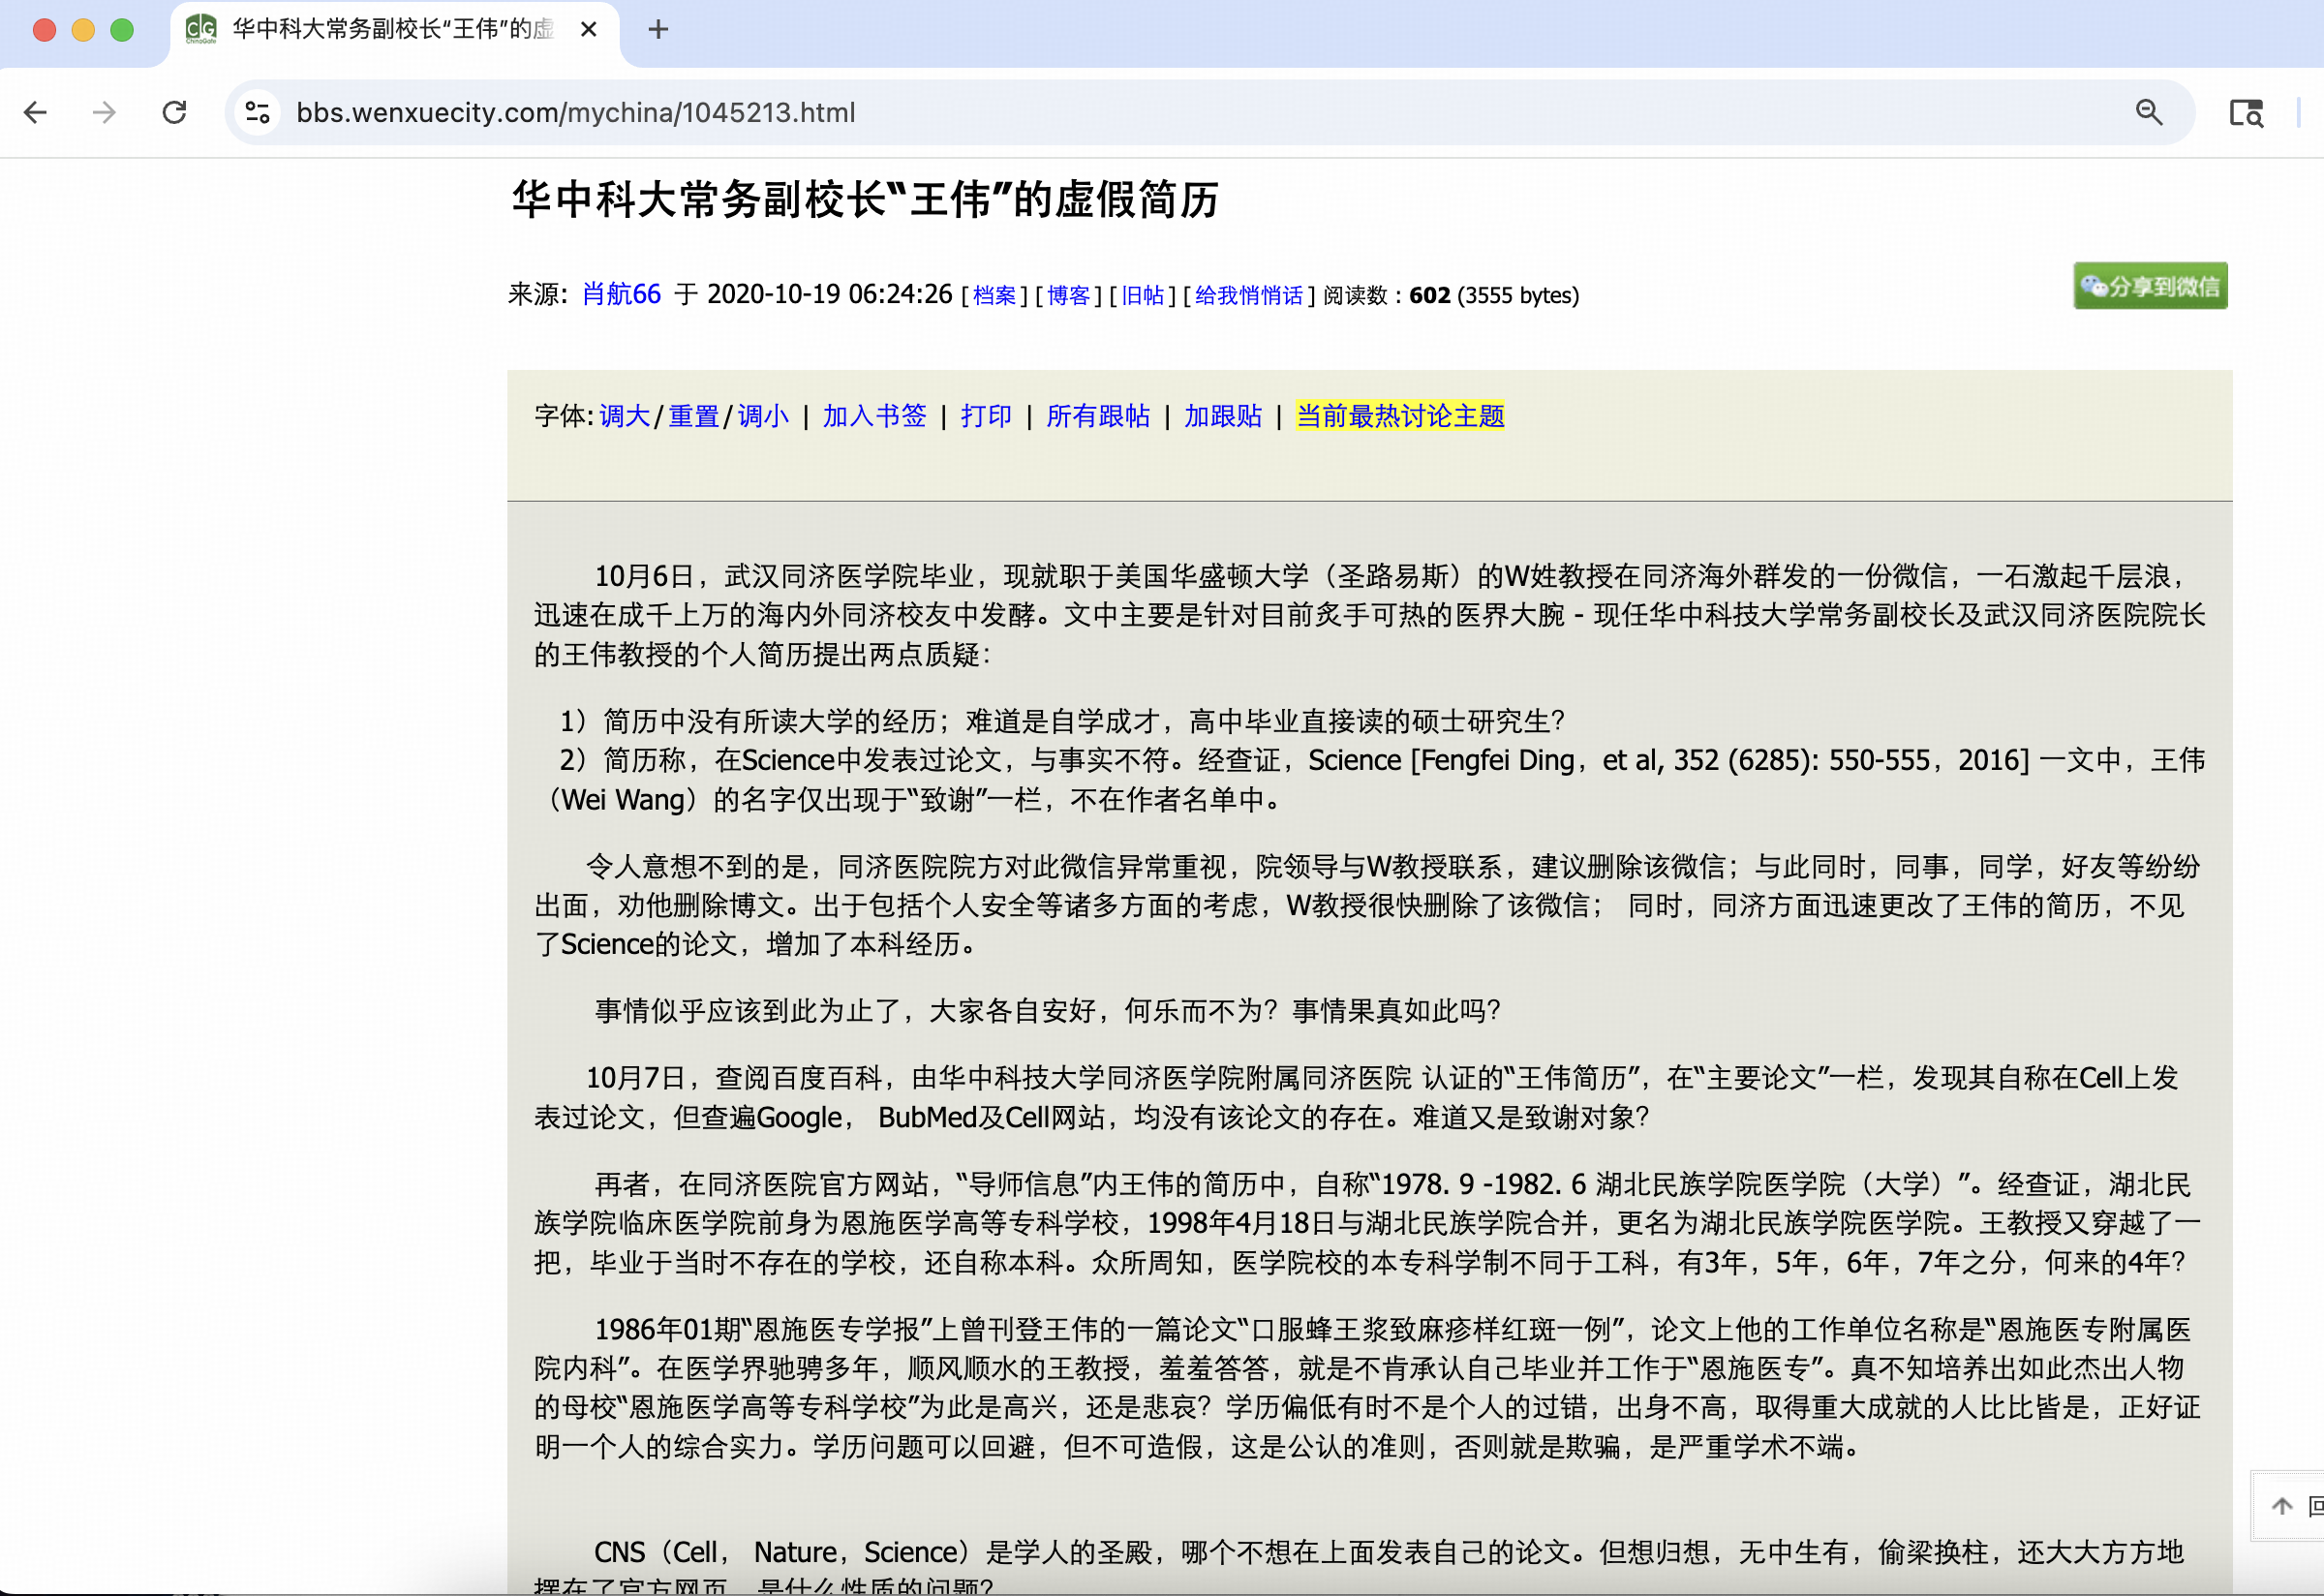 华中科大常务副校长“王伟”的虚
bbs.wenxuecity.com/mychina/1045213.html
华中科大常务副校长“王伟”的虚假简历
来源: 肖航66 于 2020-10-19 06:24:26 [档案] [博客] [旧帖] [给我悄悄话] 阅读数 : 602 (3555 bytes)
分享到微信
字体:调大/重置/调小 | 加入书签 | 打印 | 所有跟帖 | 加跟贴 | 当前最热讨论主题
10月6日，武汉同济医学院毕业，现就职于美国华盛顿大学（圣路易斯）的W姓教授在同济海外群发的一份微信，一石激起千层浪，
迅速在成千上万的海内外同济校友中发酵。文中主要是针对目前炙手可热的医界大腕 - 现任华中科技大学常务副校长及武汉同济医院院长
的王伟教授的个人简历提出两点质疑：
1）简历中没有所读大学的经历；难道是自学成才，高中毕业直接读的硕士研究生？
2）简历称，在Science中发表过论文，与事实不符。经查证，Science [Fengfei Ding，et al, 352 (6285): 550-555，2016] 一文中，王伟
（Wei Wang）的名字仅出现于“致谢”一栏，不在作者名单中。
令人意想不到的是，同济医院院方对此微信异常重视，院领导与W教授联系，建议删除该微信；与此同时，同事，同学，好友等纷纷
出面，劝他删除博文。出于包括个人安全等诸多方面的考虑，W教授很快删除了该微信； 同时，同济方面迅速更改了王伟的简历，不见
了Science的论文，增加了本科经历。
事情似乎应该到此为止了，大家各自安好，何乐而不为？事情果真如此吗？
10月7日，查阅百度百科，由华中科技大学同济医学院附属同济医院 认证的“王伟简历”，在“主要论文”一栏，发现其自称在Cell上发
表过论文，但查遍Google， BubMed及Cell网站，均没有该论文的存在。难道又是致谢对象？
再者，在同济医院官方网站，“导师信息”内王伟的简历中，自称“1978. 9 -1982. 6 湖北民族学院医学院（大学）”。经查证，湖北民
族学院临床医学院前身为恩施医学高等专科学校，1998年4月18日与湖北民族学院合并，更名为湖北民族学院医学院。王教授又穿越了一
把，毕业于当时不存在的学校，还自称本科。众所周知，医学院校的本专科学制不同于工科，有3年，5年，6年，7年之分，何来的4年？
1986年01期“恩施医专学报”上曾刊登王伟的一篇论文“口服蜂王浆致麻疹样红斑一例”，论文上他的工作单位名称是“恩施医专附属医
院内科”。在医学界驰骋多年，顺风顺水的王教授，羞羞答答，就是不肯承认自己毕业并工作于“恩施医专”。真不知培养出如此杰出人物
的母校“恩施医学高等专科学校”为此是高兴，还是悲哀？学历偏低有时不是个人的过错，出身不高，取得重大成就的人比比皆是，正好证
明一个人的综合实力。学历问题可以回避，但不可造假，这是公认的准则，否则就是欺骗，是严重学术不端。
CNS（Cell， Nature，Science）是学人的圣殿，哪个不想在上面发表自己的论文。但想归想，无中生有，偷梁换柱，还大大方方地
摆在了官方网页，是什么性质的问题？